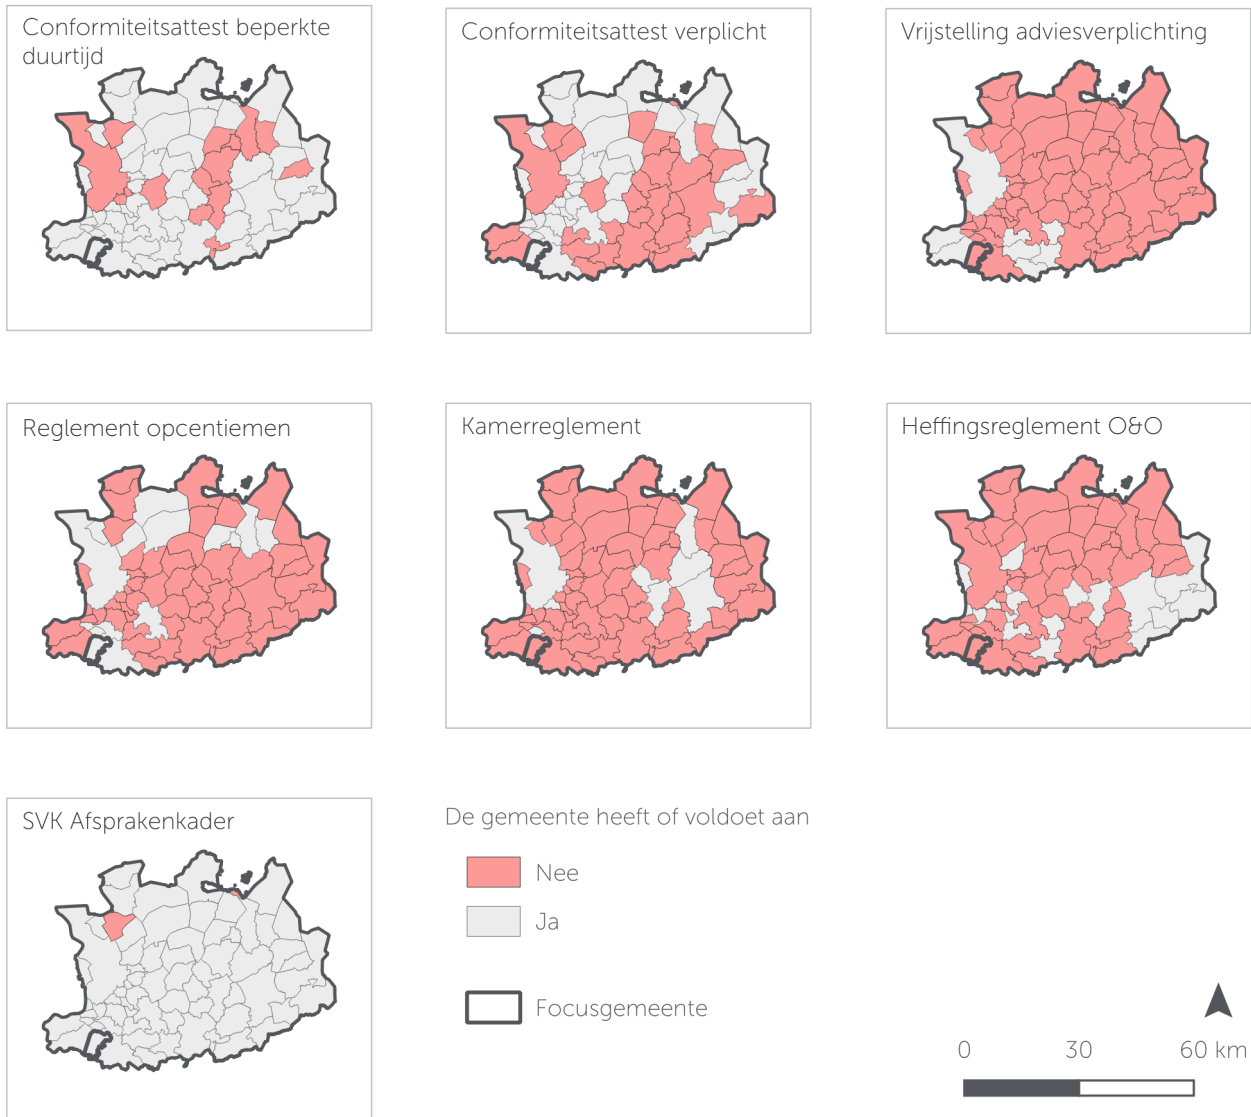 Conformiteitsattest beperkte
duurtijd
Conformiteitsattest verplicht
Vrijstelling adviesverplichting
Reglement opcentiemen
Kamerreglement
Heffingsreglement O&O
SVK Afsprakenkader
De gemeente heeft of voldoet aan
Nee
Ja
Focusgemeente
0 30 60 km